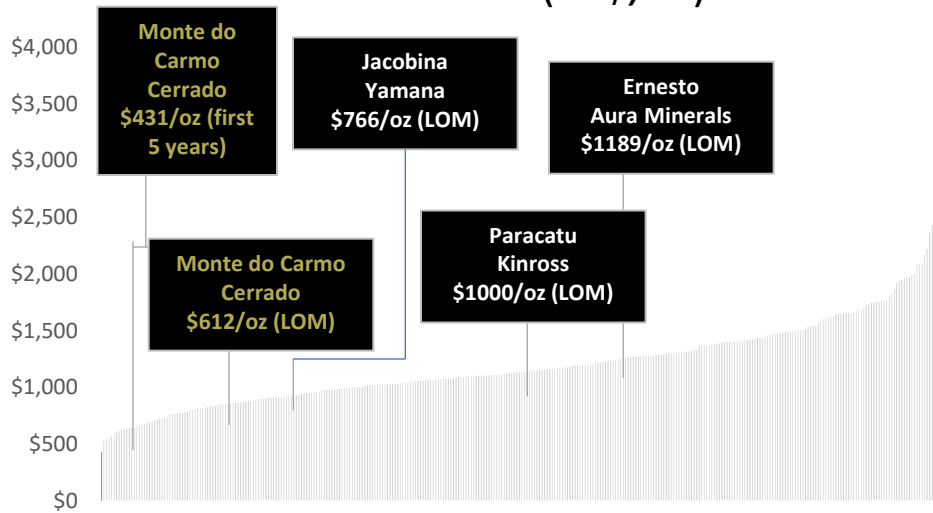 $4,000
$3,500
$3,000
$2,500
$2,000
$1,500
$1,000
$500
$0
Monte do
Carmo
Cerrado
$431/oz (first
5 years)
Jacobina
Yamana
$766/oz (LOM)
Ernesto
Aura Minerals
$1189/oz (LOM)
Monte do Carmo
Cerrado
$612/oz (LOM)
Paracatu
Kinross
$1000/oz (LOM)